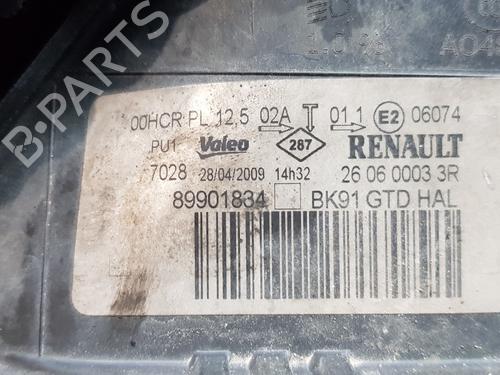 00HCR PL 12,5 02A 01,1 E2 06074
PU1 Valeo 287 RENAULT
7028 28/04/2009 14h32 26 06 0003 3R
89901834 BK91 GTD HAL
B-Parts